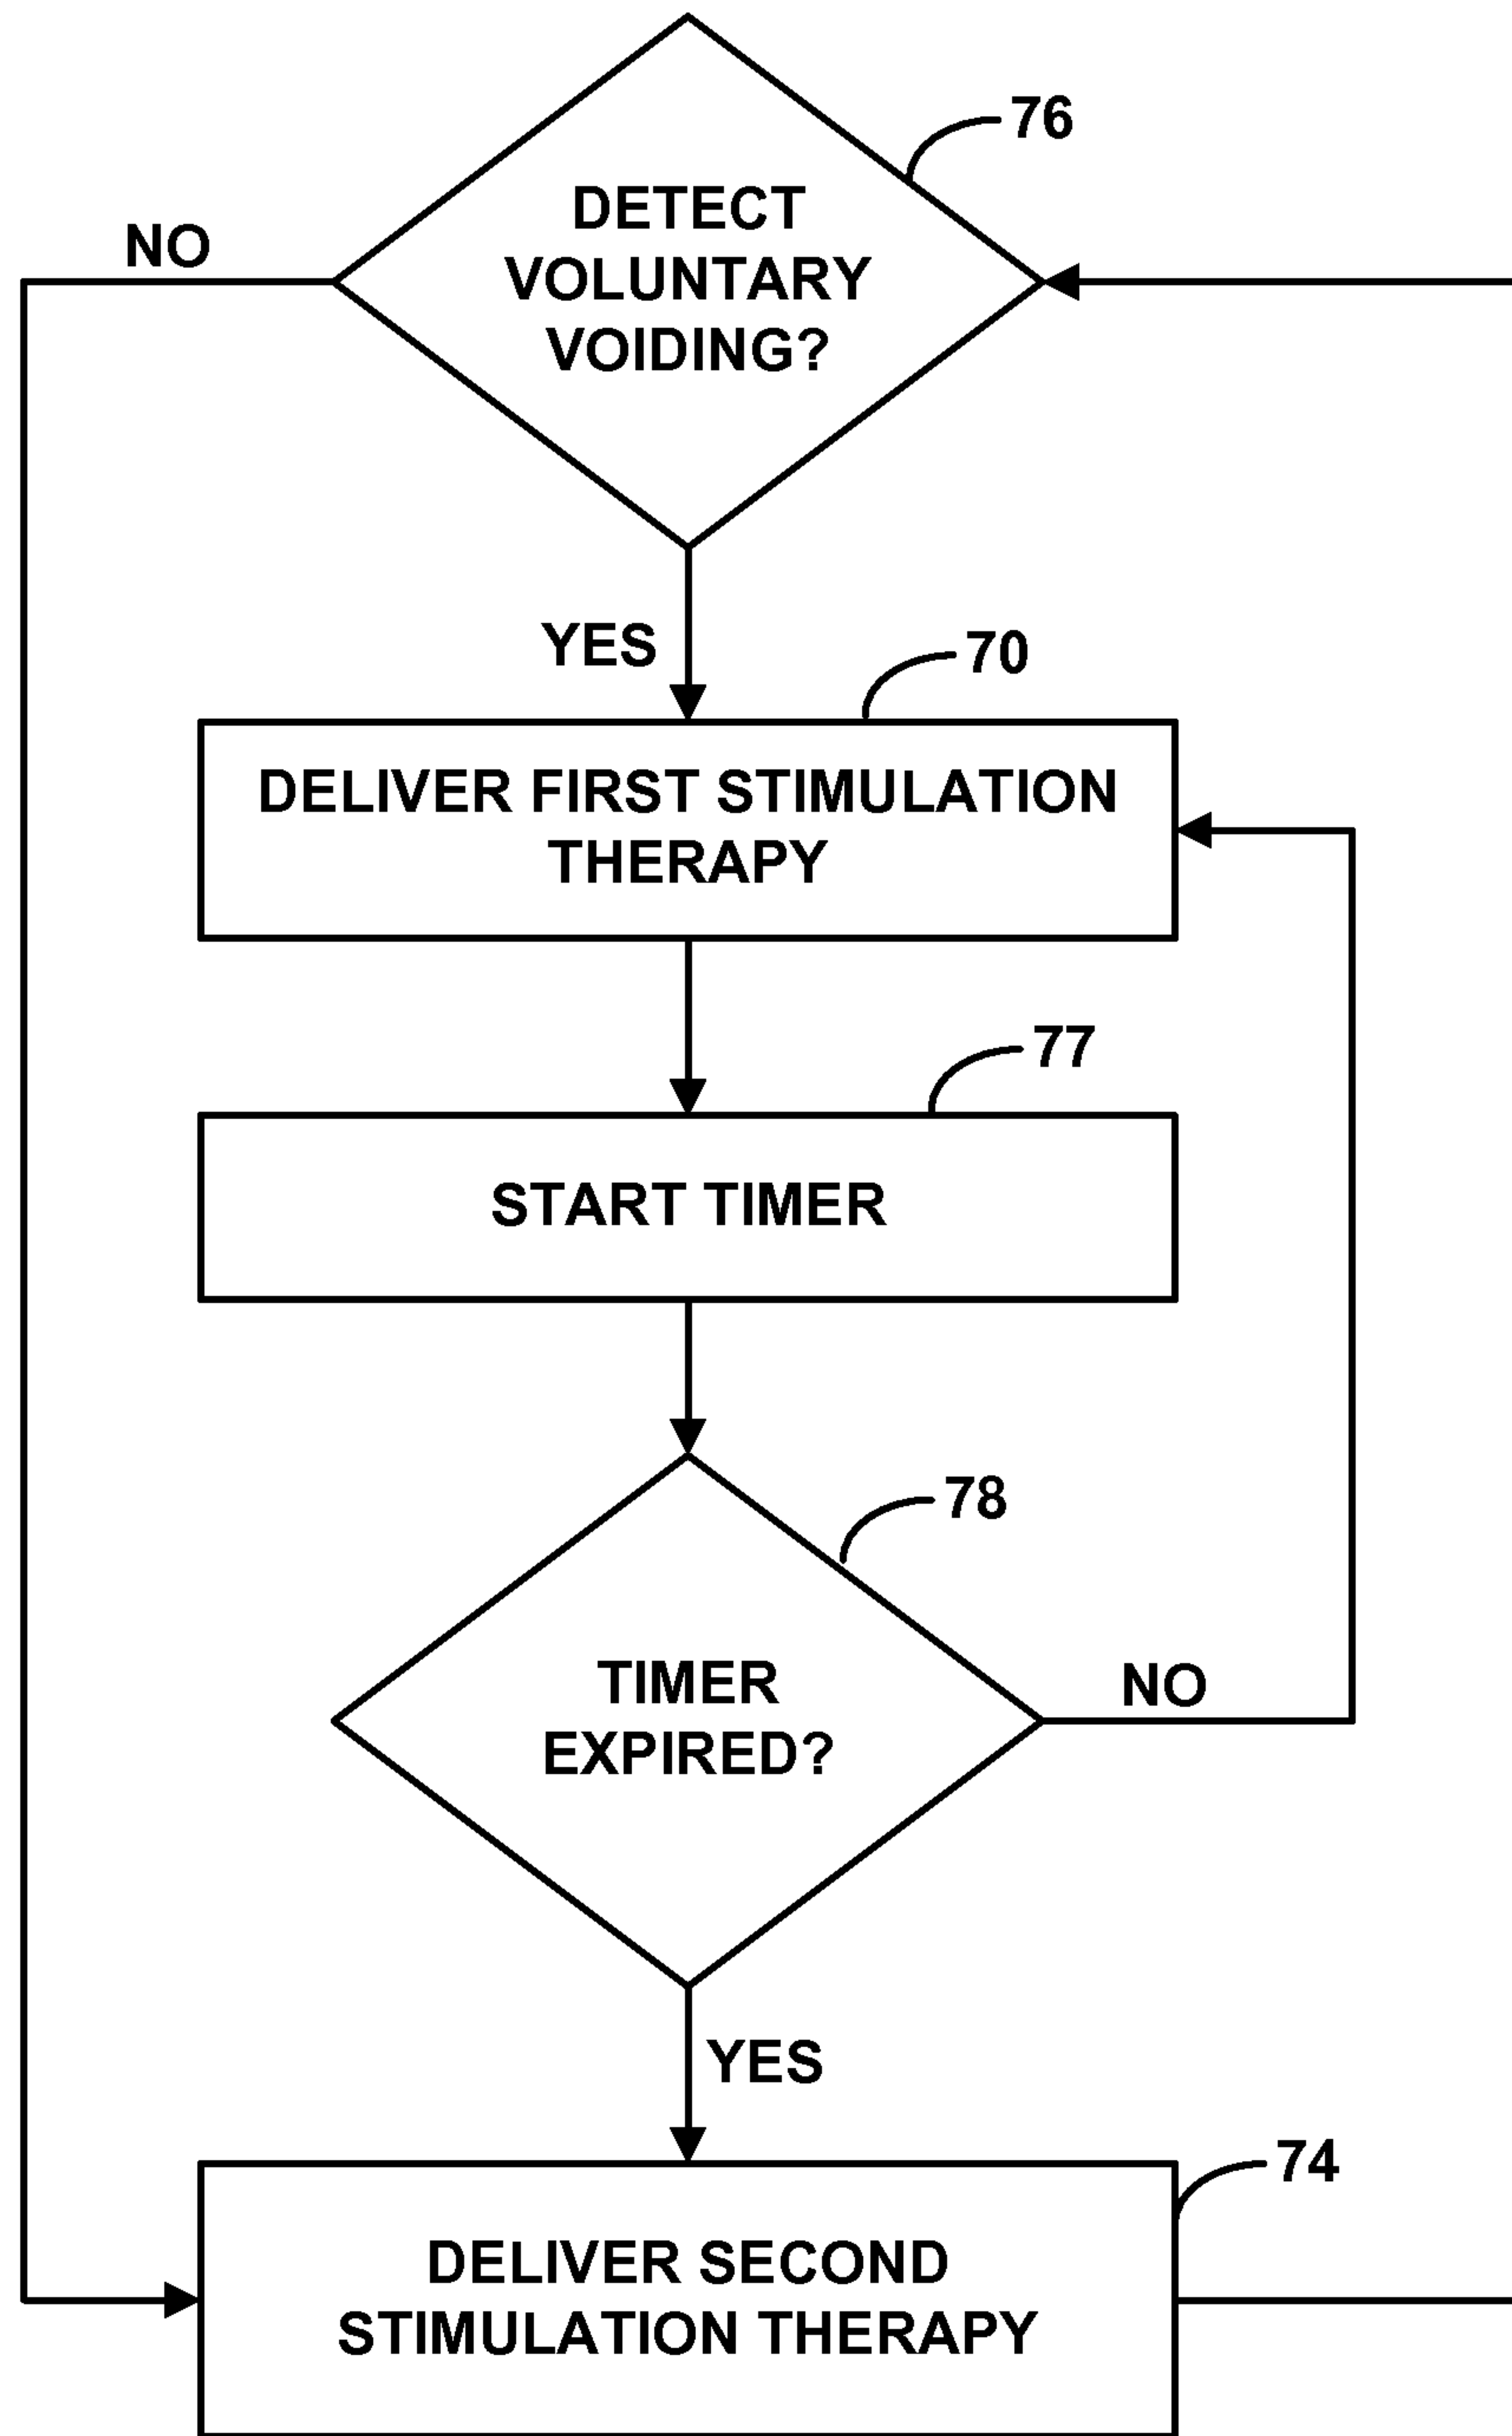 76
DETECT
VOLUNTARY
VOIDING?
NO
YES
70
DELIVER FIRST STIMULATION
THERAPY
77
START TIMER
78
TIMER
EXPIRED?
NO
YES
74
DELIVER SECOND
STIMULATION THERAPY